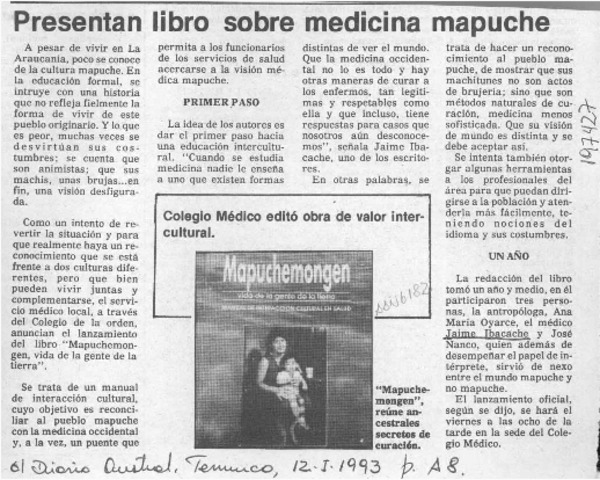 Presentan libro sobre medicina mapuche
A pesar de vivir en La
Araucanía, poco se conoce
de la cultura mapuche. En
la educación formal, se
intruye con una historia
que no refleja fielmente la
forma de vivir de este
pueblo originario. Y lo que
es peor, muchas veces se
desvirtúan sus cos-
tumbres; se cuenta que
son animistas; que sus
machis, unas brujas...en
fin, una visión desfigura-
da.
Como un intento de re-
vertir la situación y para
que realmente haya un re-
conocimiento que se está
frente a dos culturas dife-
rentes, pero que bien
pueden vivir juntas y
complementarse, el servi-
cio médico local, a través
del Colegio de la orden,
anuncian el lanzamiento
del libro "Mapuchemon-
gen, vida de la gente de la
tierra".
Se trata de un manual
de interacción cultural,
cuyo objetivo es reconci-
liar al pueblo mapuche
con la medicina occidental
y, a la vez, un puente que
permita a los funcionarios
de los servicios de salud
acercarse a la visión mé-
dica mapuche.
PRIMER PASO
La idea de los autores es
dar el primer paso hacia
una educación intercultu-
ral. "Cuando se estudia
medicina nadie le enseña
a uno que existen formas
distintas de ver el mundo.
Que la medicina occiden-
tal no lo es todo y hay
otras maneras de curar a
los enfermos, tan legíti-
mas y respetables como
ella y que incluso, tiene
respuestas para casos que
nosotros aún desconoce-
mos", señala Jaime Iba-
cache, uno de los escrito-
res.
En otras palabras, se
trata de hacer un recono-
cimiento al pueblo ma-
puche, de mostrar que sus
machitunes no son actos
de brujería; sino que son
métodos naturales de cu-
ración, medicina menos
sofisticada. Que su visión
de mundo es distinta y se
debe aceptar así.
Se intenta también otor-
gar algunas herramientas
a los profesionales del
área para que puedan diri-
girse a la población y aten-
derla más fácilmente, te-
niendo nociones del
idioma y sus costumbres.
UN AÑO
La redacción del libro
tomó un año y medio, en él
participaron tres perso-
nas, la antropóloga, Ana
María Oyarce, el médico
Jaime Ibacache y José
Nanco, quien además de
desempeñar el papel de in-
térprete, sirvió de nexo
entre el mundo mapuche y
no mapuche.
El lanzamiento oficial,
según se dijo, se hará el
viernes a las ocho de la
tarde en la sede del Cole-
gio Médico.
Colegio Médico editó obra de valor inter-
cultural.
Mapuchemongen
vida de la gente de la tierra
DE INTERACCION CULTURAL EN SALUD
"Mapuche-
mongen",
reúne an-
cestrales
secretos de
curación.
197427
El Diario Austral, Temuco, 12-I-1993 p. A8.